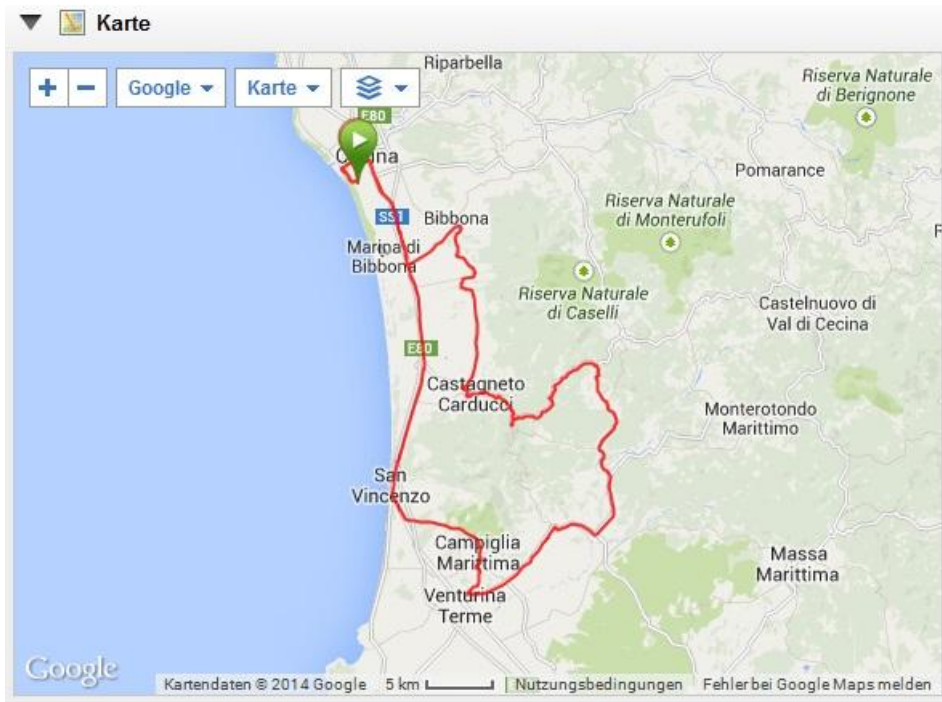 Karte
Riparbella
+ − Google Karte
Riserva Naturale
di Berignone
E80
Pomarance
Riserva Naturale
di Monterufoli
SS1
Bibbona
Marina di
Bibbona
Riserva Naturale
di Caselli
Castelnuovo di
Val di Cecina
E80
Castagneto
Carducci
Monterotondo
Marittimo
San
Vincenzo
Campiglia
Marittima
Massa
Marittima
Venturina
Terme
Google
Kartendaten © 2014 Google 5 km Nutzungsbedingungen Fehler bei Google Maps melden